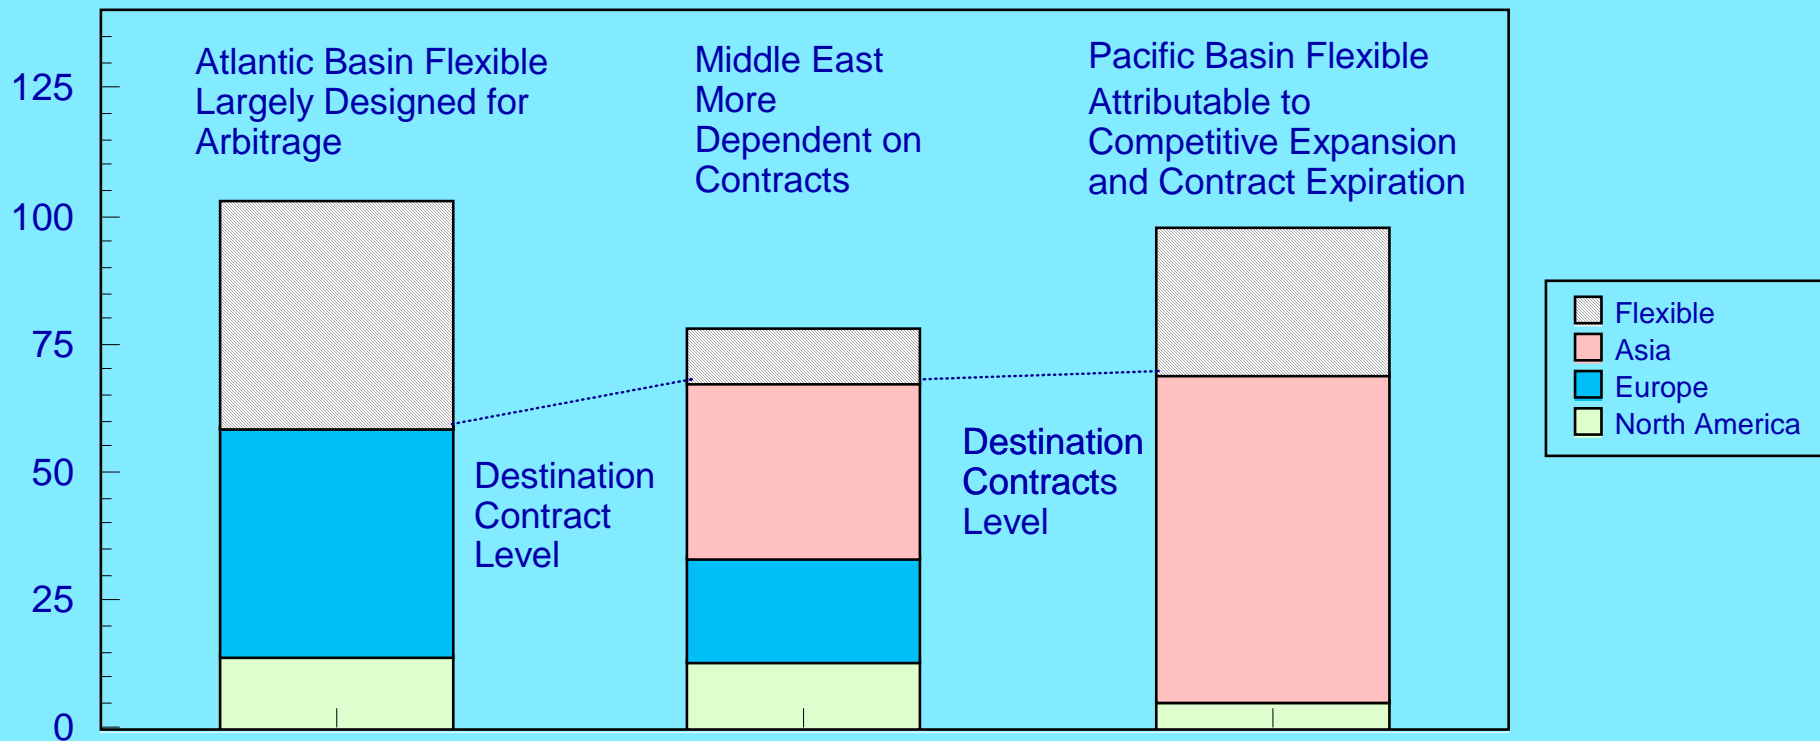 Atlantic Basin Flexible
Largely Designed for
Arbitrage
Middle East
More
Dependent on
Contracts
Pacific Basin Flexible
Attributable to
Competitive Expansion
and Contract Expiration
125
100
75
50
25
0
Destination
Contract
Level
Destination
Contracts
Level
Flexible
Asia
Europe
North America